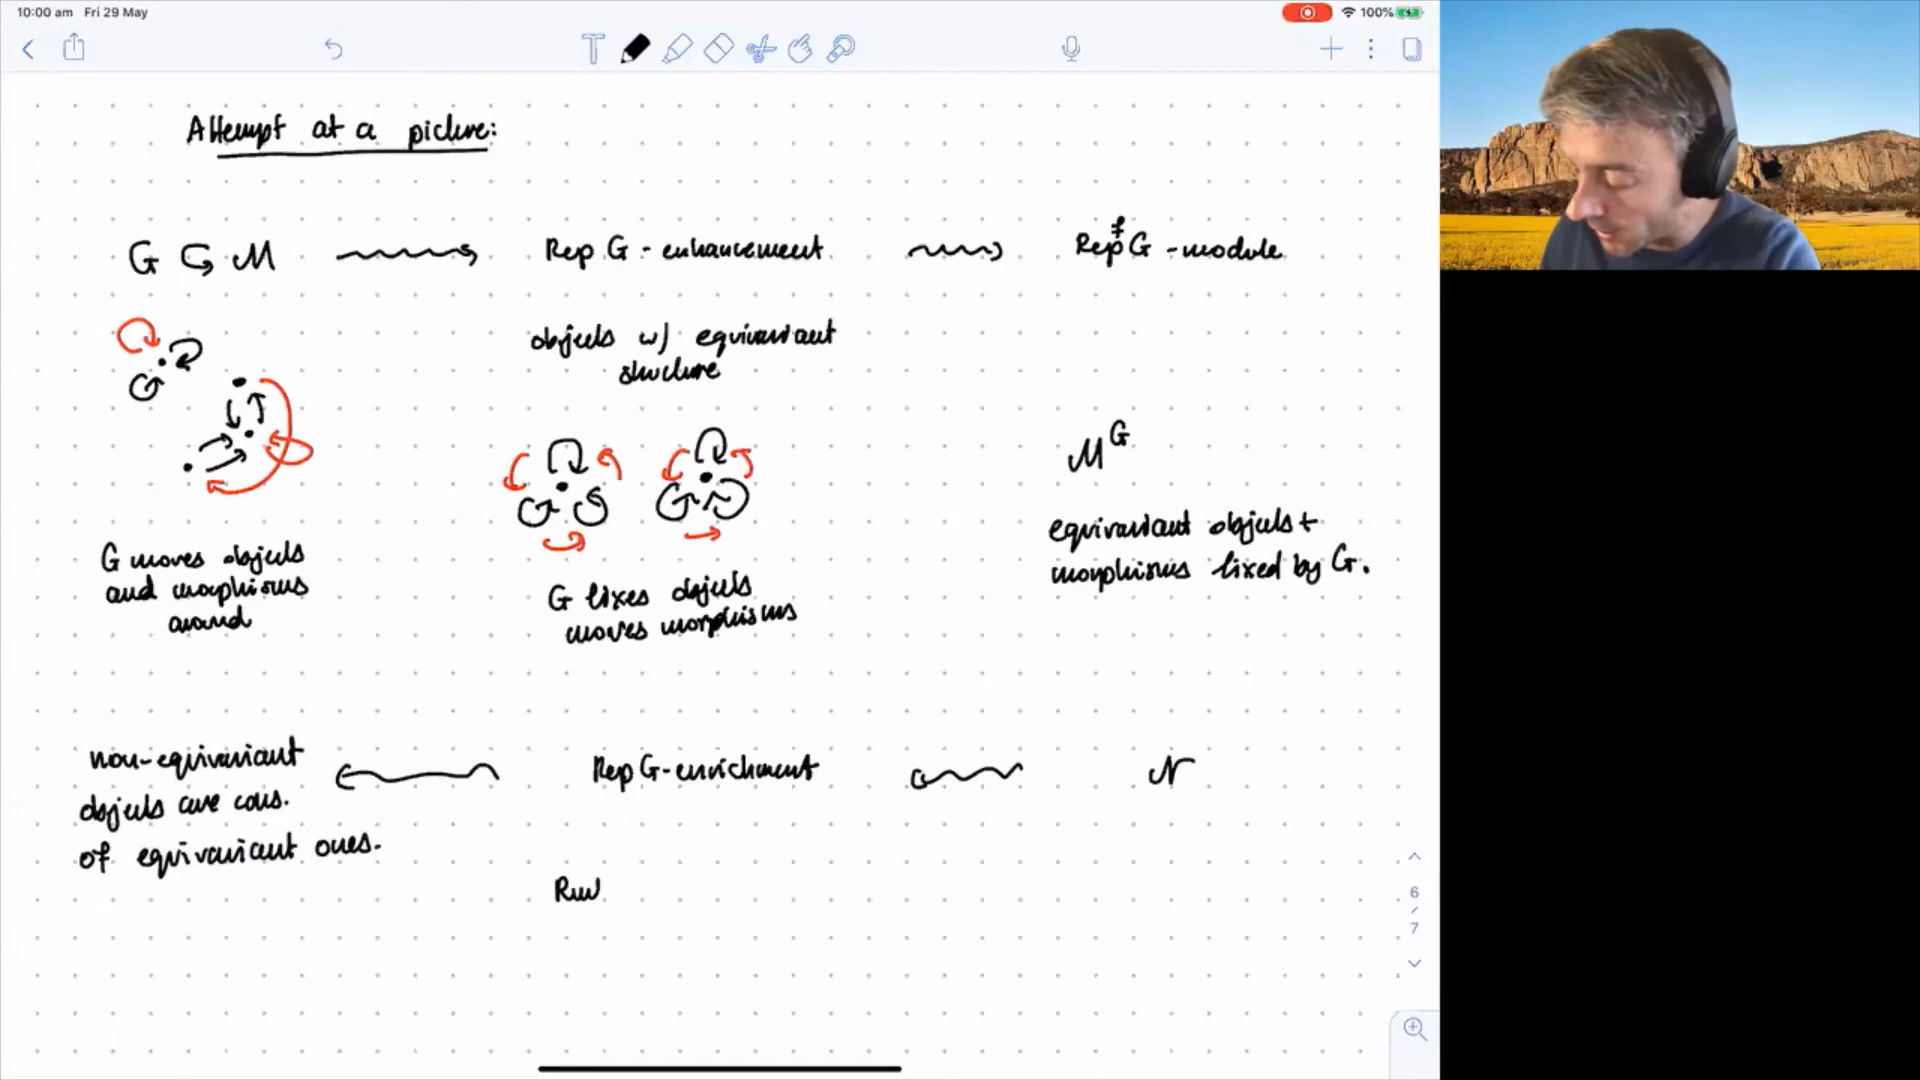 10:00 am Fri 29 May
100%
Attempt at a picture:
G M
Rep G - enhancement
Rep^f G - module
objects w/ equivariant
structure
M^G
G moves objects
and morphisms
around
G fixes objects
moves morphisms
equivariant objects +
morphisms fixed by G.
non-equivariant
objects are cons.
of equivariant ones.
Rep G-enrichment
N
6
/
7